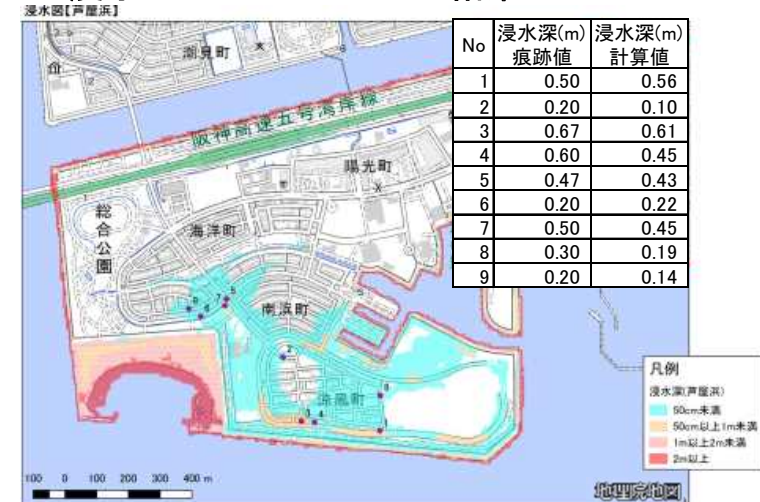 浸水図【芦屋浜】
No 浸水深(m) 痕跡値 浸水深(m) 計算値
1 0.50 0.56
2 0.20 0.10
3 0.67 0.61
4 0.60 0.45
5 0.47 0.43
6 0.20 0.22
7 0.50 0.45
8 0.30 0.19
9 0.20 0.14
潮見町
阪神高速五号湾岸線
陽光町
総合公園
海洋町
南浜町
涼風町
凡例
浸水深(芦屋浜)
50cm未満
50cm以上1m未満
1m以上2m未満
2m以上
100 0 100 200 300 400 m
地理院地図